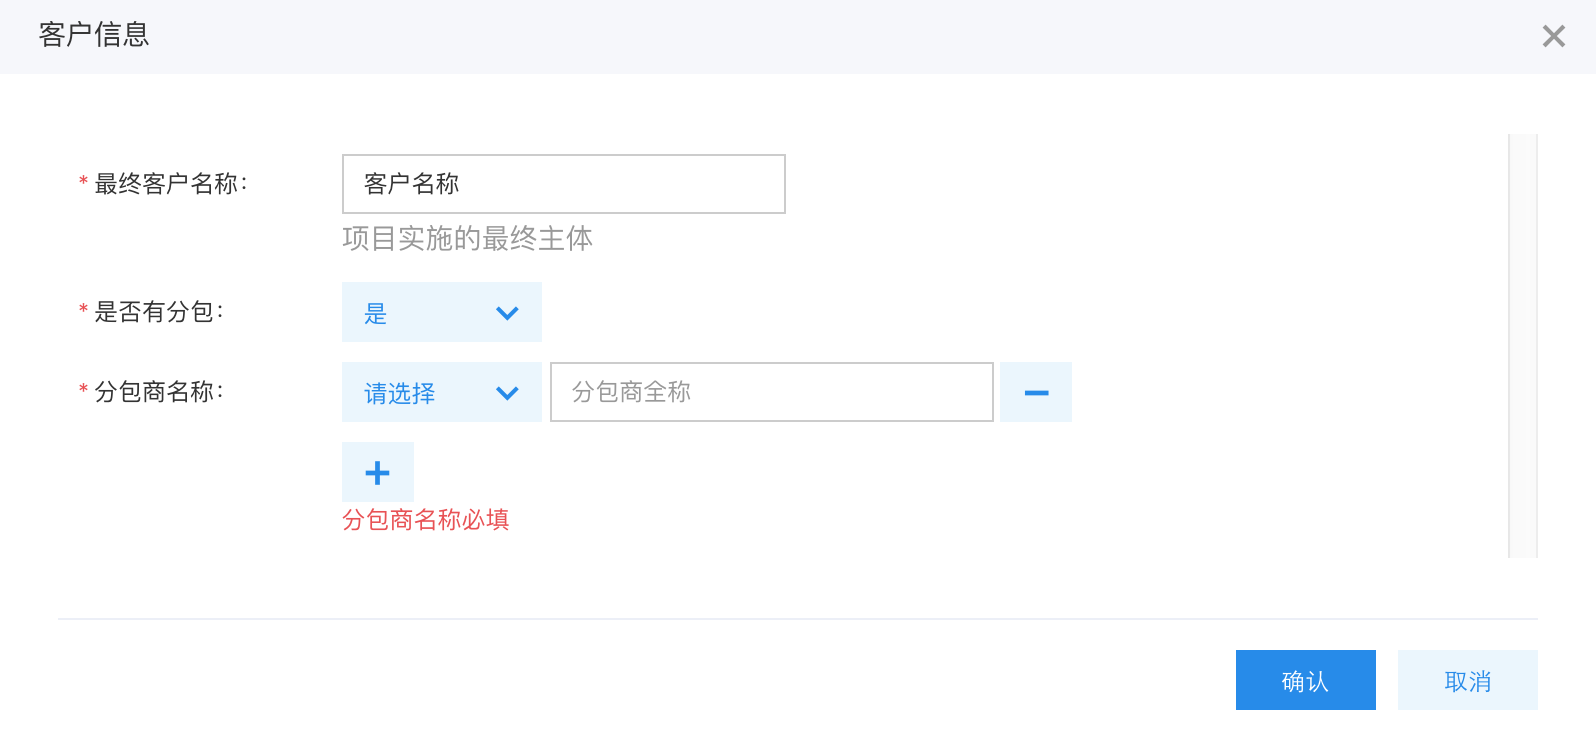 客户信息
* 最终客户名称：
客户名称
项目实施的最终主体
* 是否有分包：
是
* 分包商名称：
请选择
分包商全称
分包商名称必填
确认
取消